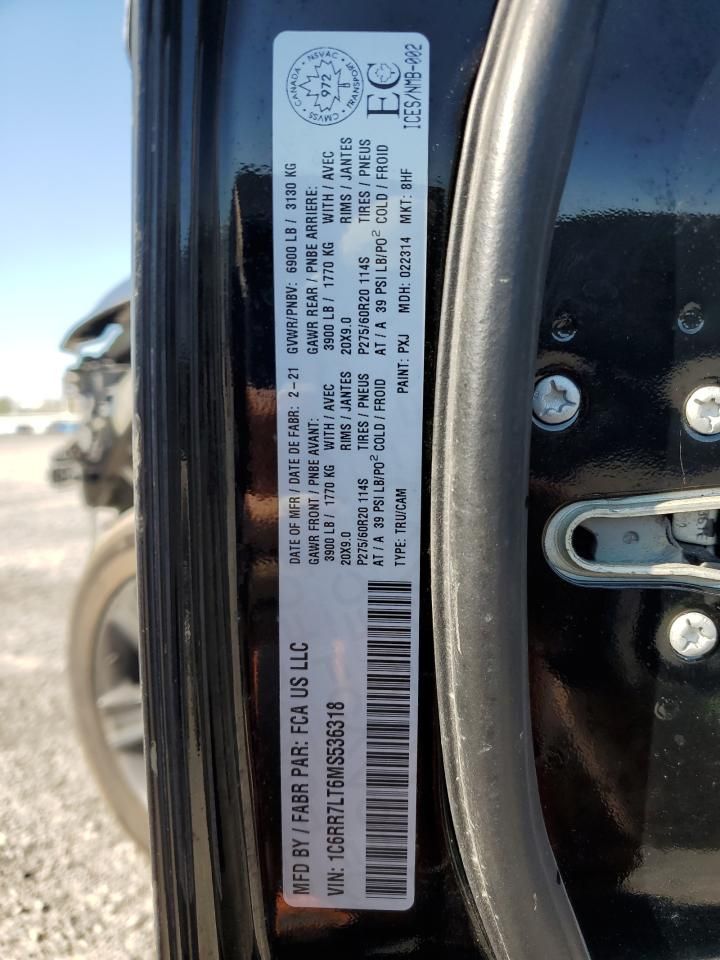 MFD BY / FABR PAR: FCA US LLC
DATE OF MFR / DATE DE FABR: 2-21 GVWR/PNBV: 6900 LB / 3130 KG
GAWR FRONT / PNBE AVANT: GAWR REAR / PNBE ARRIERE:
3900 LB / 1770 KG WITH / AVEC 3900 LB / 1770 KG WITH / AVEC
20X9.0 RIMS / JANTES 20X9.0 RIMS / JANTES
P275/60R20 114S TIRES / PNEUS P275/60R20 114S TIRES / PNEUS
AT / A 39 PSI LB/PO² COLD / FROID AT / A 39 PSI LB/PO² COLD / FROID
VIN: 1C6RR7LT6MS536318
TYPE: TRU/CAM PAINT: PXJ MDH: 022314 MKT: 8HF
CANADA · NSVAC · TRANSPORT · CMVSS
972
EC
ICES/NMB-002